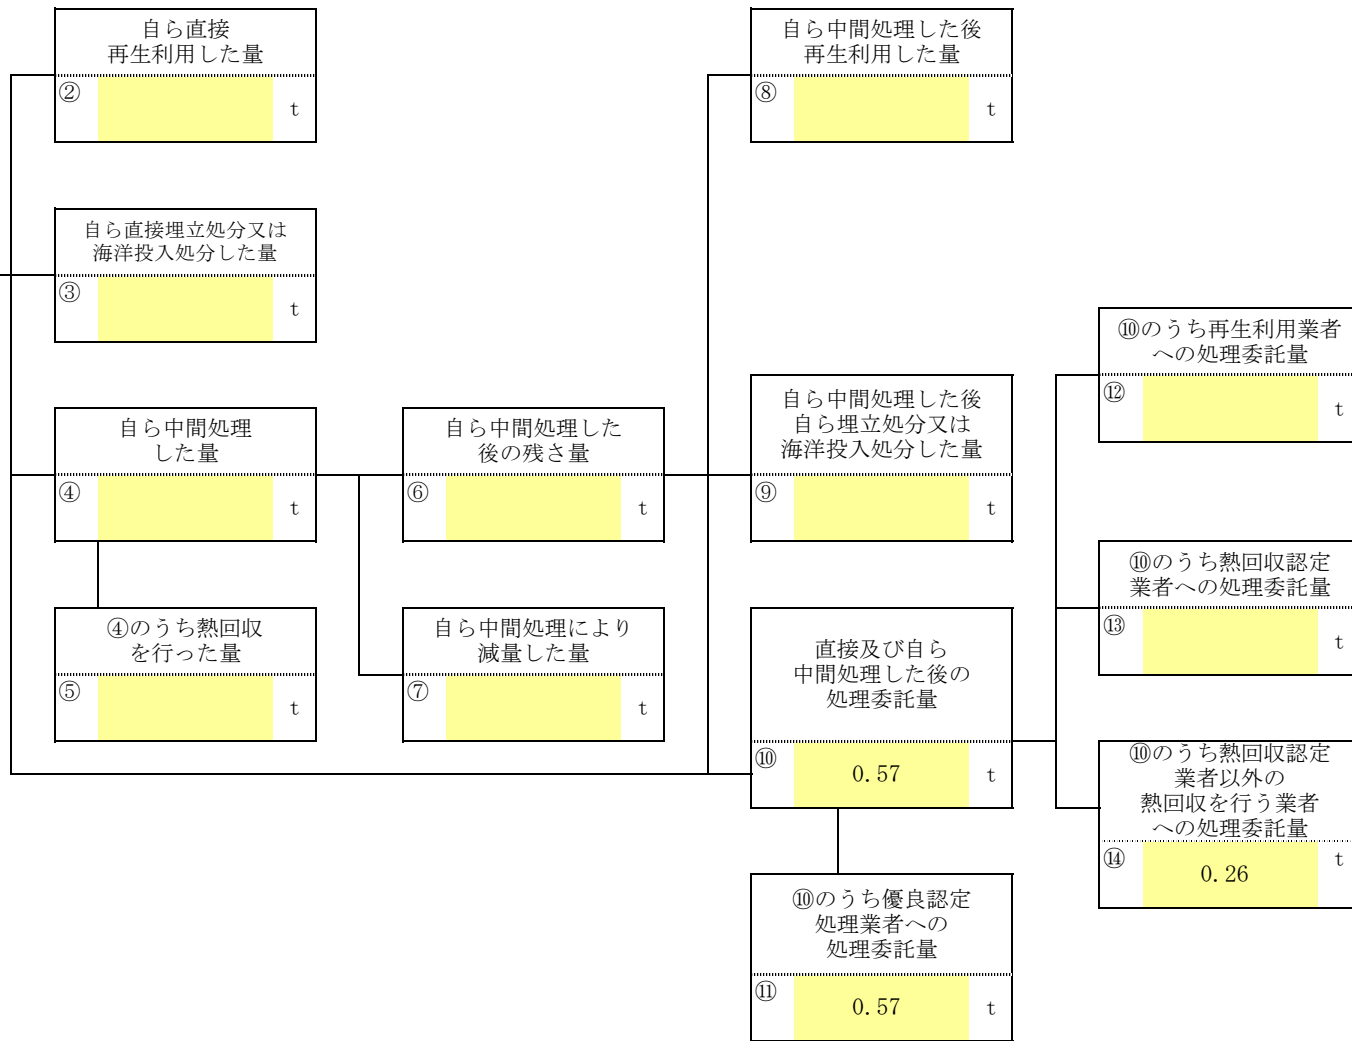 自ら直接
再生利用した量
②
t
自ら中間処理した後
再生利用した量
⑧
t
自ら直接埋立処分又は
海洋投入処分した量
③
t
⑩のうち再生利用業者
への処理委託量
⑫
t
自ら中間処理
した量
④
t
自ら中間処理した
後の残さ量
⑥
t
自ら中間処理した後
自ら埋立処分又は
海洋投入処分した量
⑨
t
⑩のうち熱回収認定
業者への処理委託量
⑬
t
④のうち熱回収
を行った量
⑤
t
自ら中間処理により
減量した量
⑦
t
直接及び自ら
中間処理した後の
処理委託量
⑩
0.57 t
⑩のうち熱回収認定
業者以外の
熱回収を行う業者
への処理委託量
⑭
0.26 t
⑩のうち優良認定
処理業者への
処理委託量
⑪
0.57 t